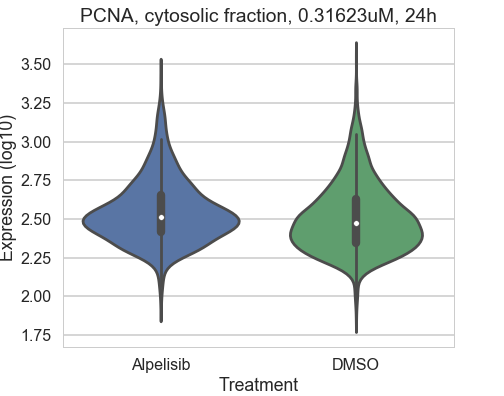 PCNA, cytosolic fraction, 0.31623uM, 24h
Expression (log10)
3.50
3.25
3.00
2.75
2.50
2.25
2.00
1.75
Alpelisib DMSO
Treatment